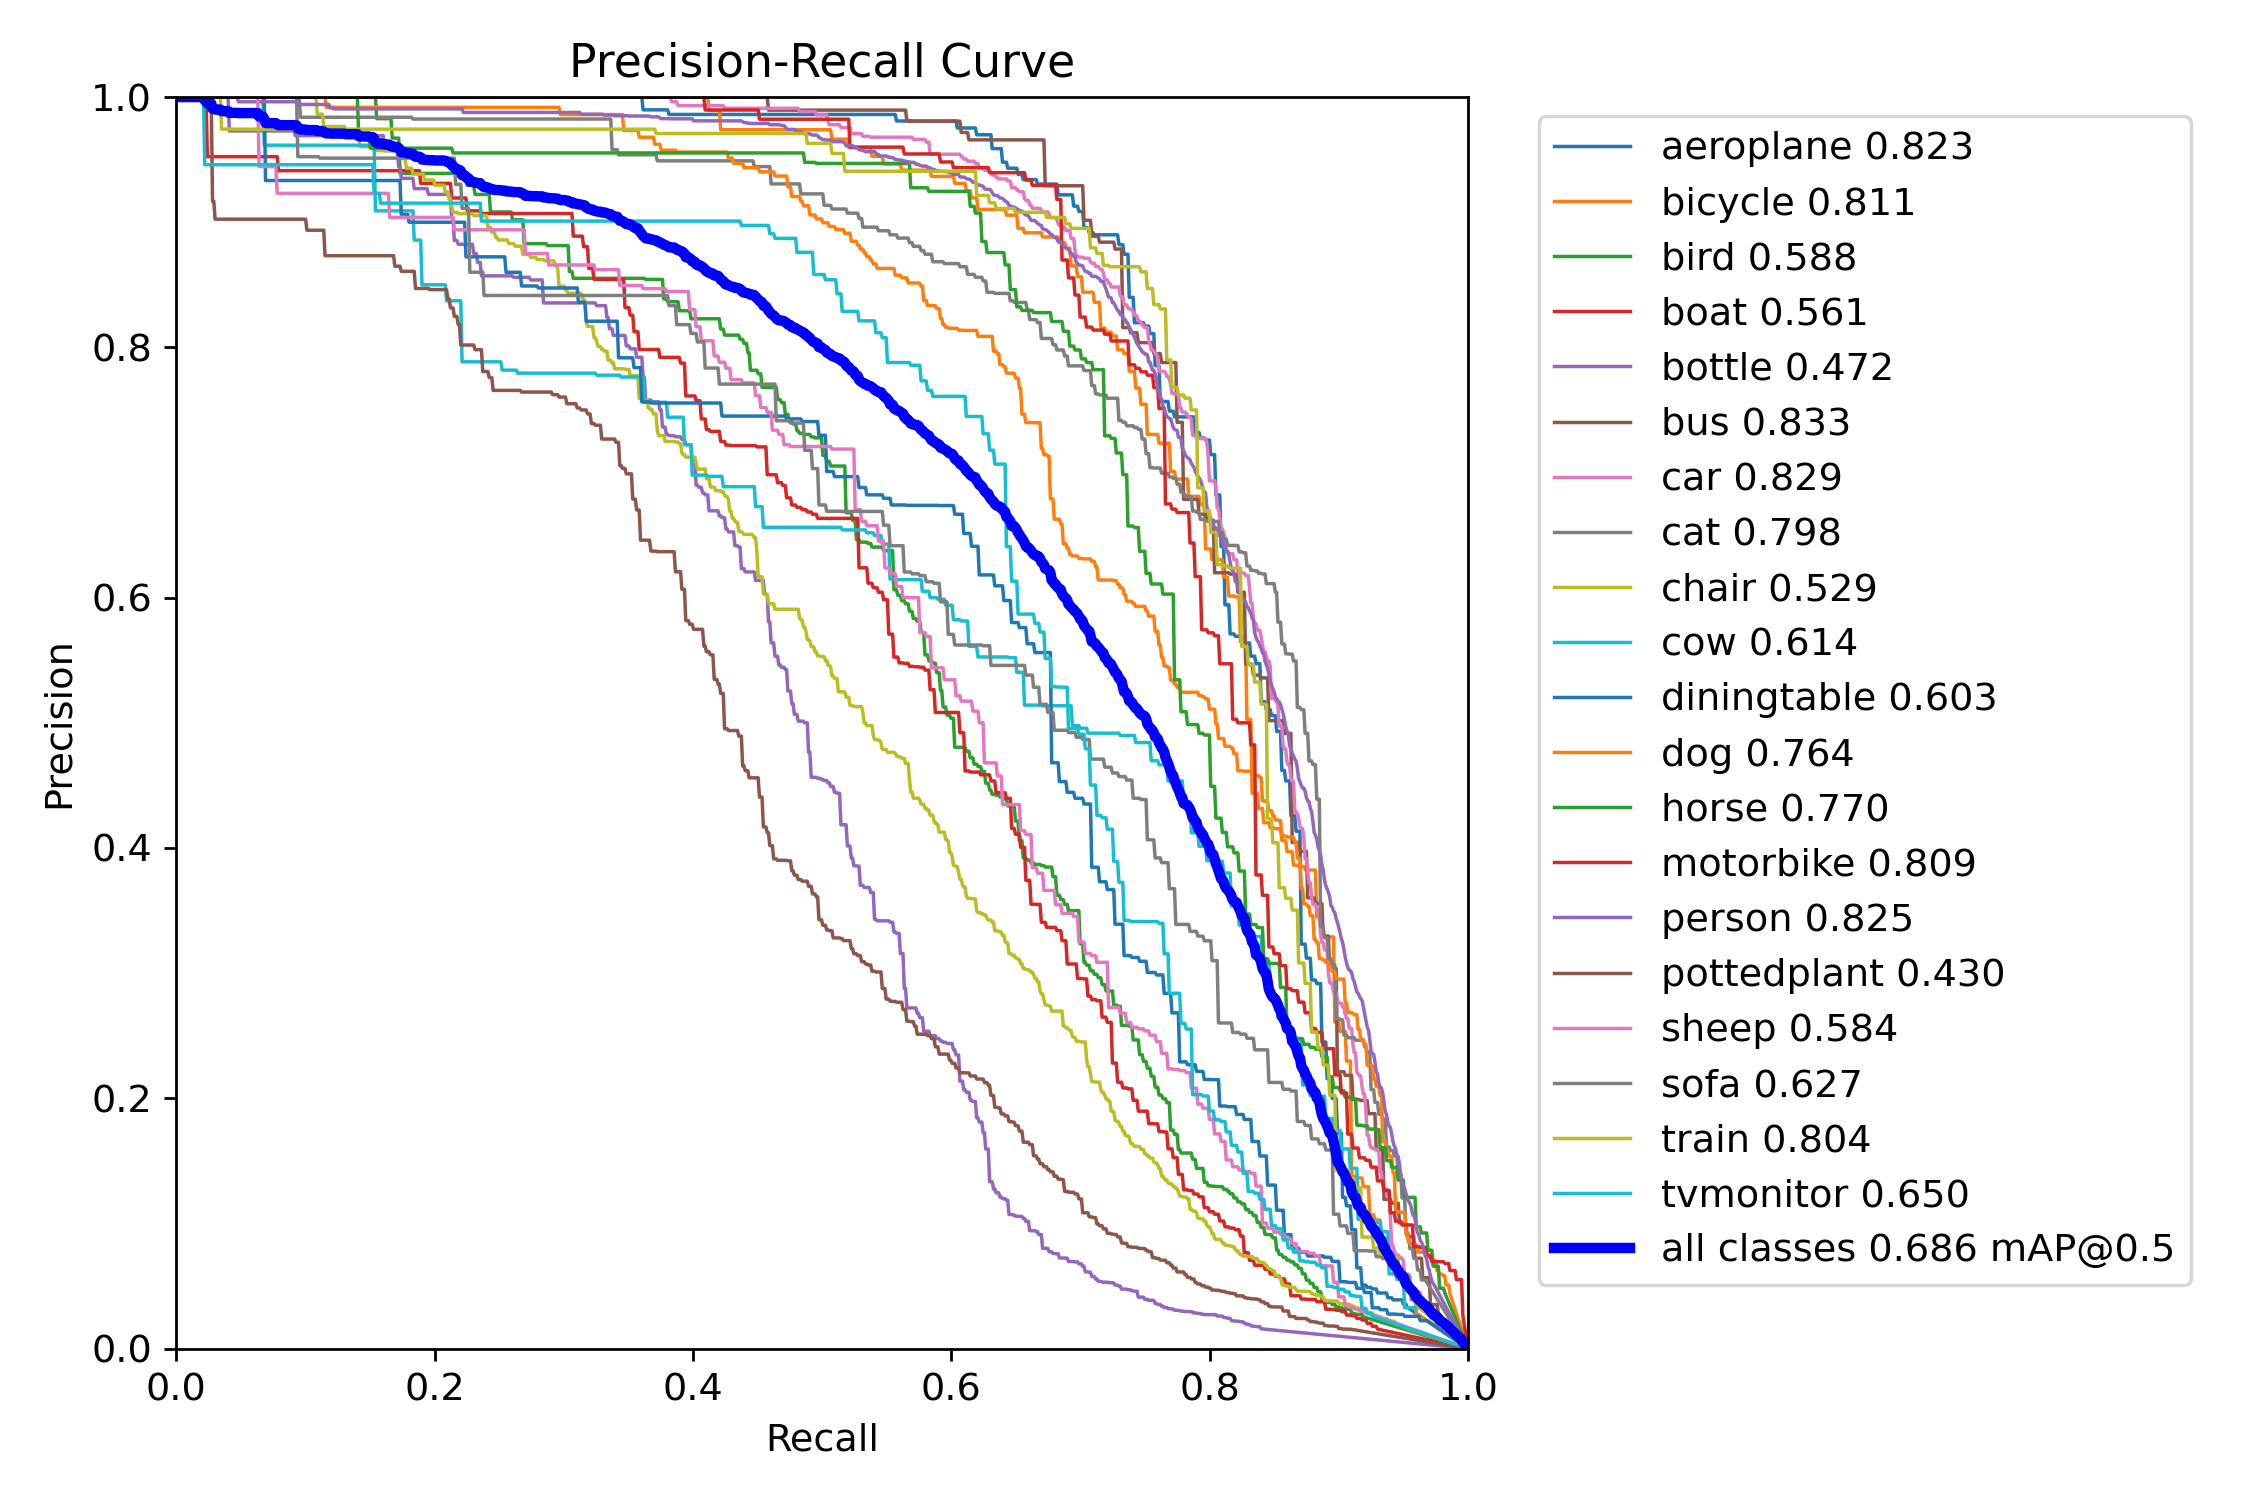 Precision-Recall Curve
1.0
0.8
0.6
0.4
0.2
0.0
Precision
0.0 0.2 0.4 0.6 0.8 1.0
Recall
aeroplane 0.823
bicycle 0.811
bird 0.588
boat 0.561
bottle 0.472
bus 0.833
car 0.829
cat 0.798
chair 0.529
cow 0.614
diningtable 0.603
dog 0.764
horse 0.770
motorbike 0.809
person 0.825
pottedplant 0.430
sheep 0.584
sofa 0.627
train 0.804
tvmonitor 0.650
all classes 0.686 mAP@0.5